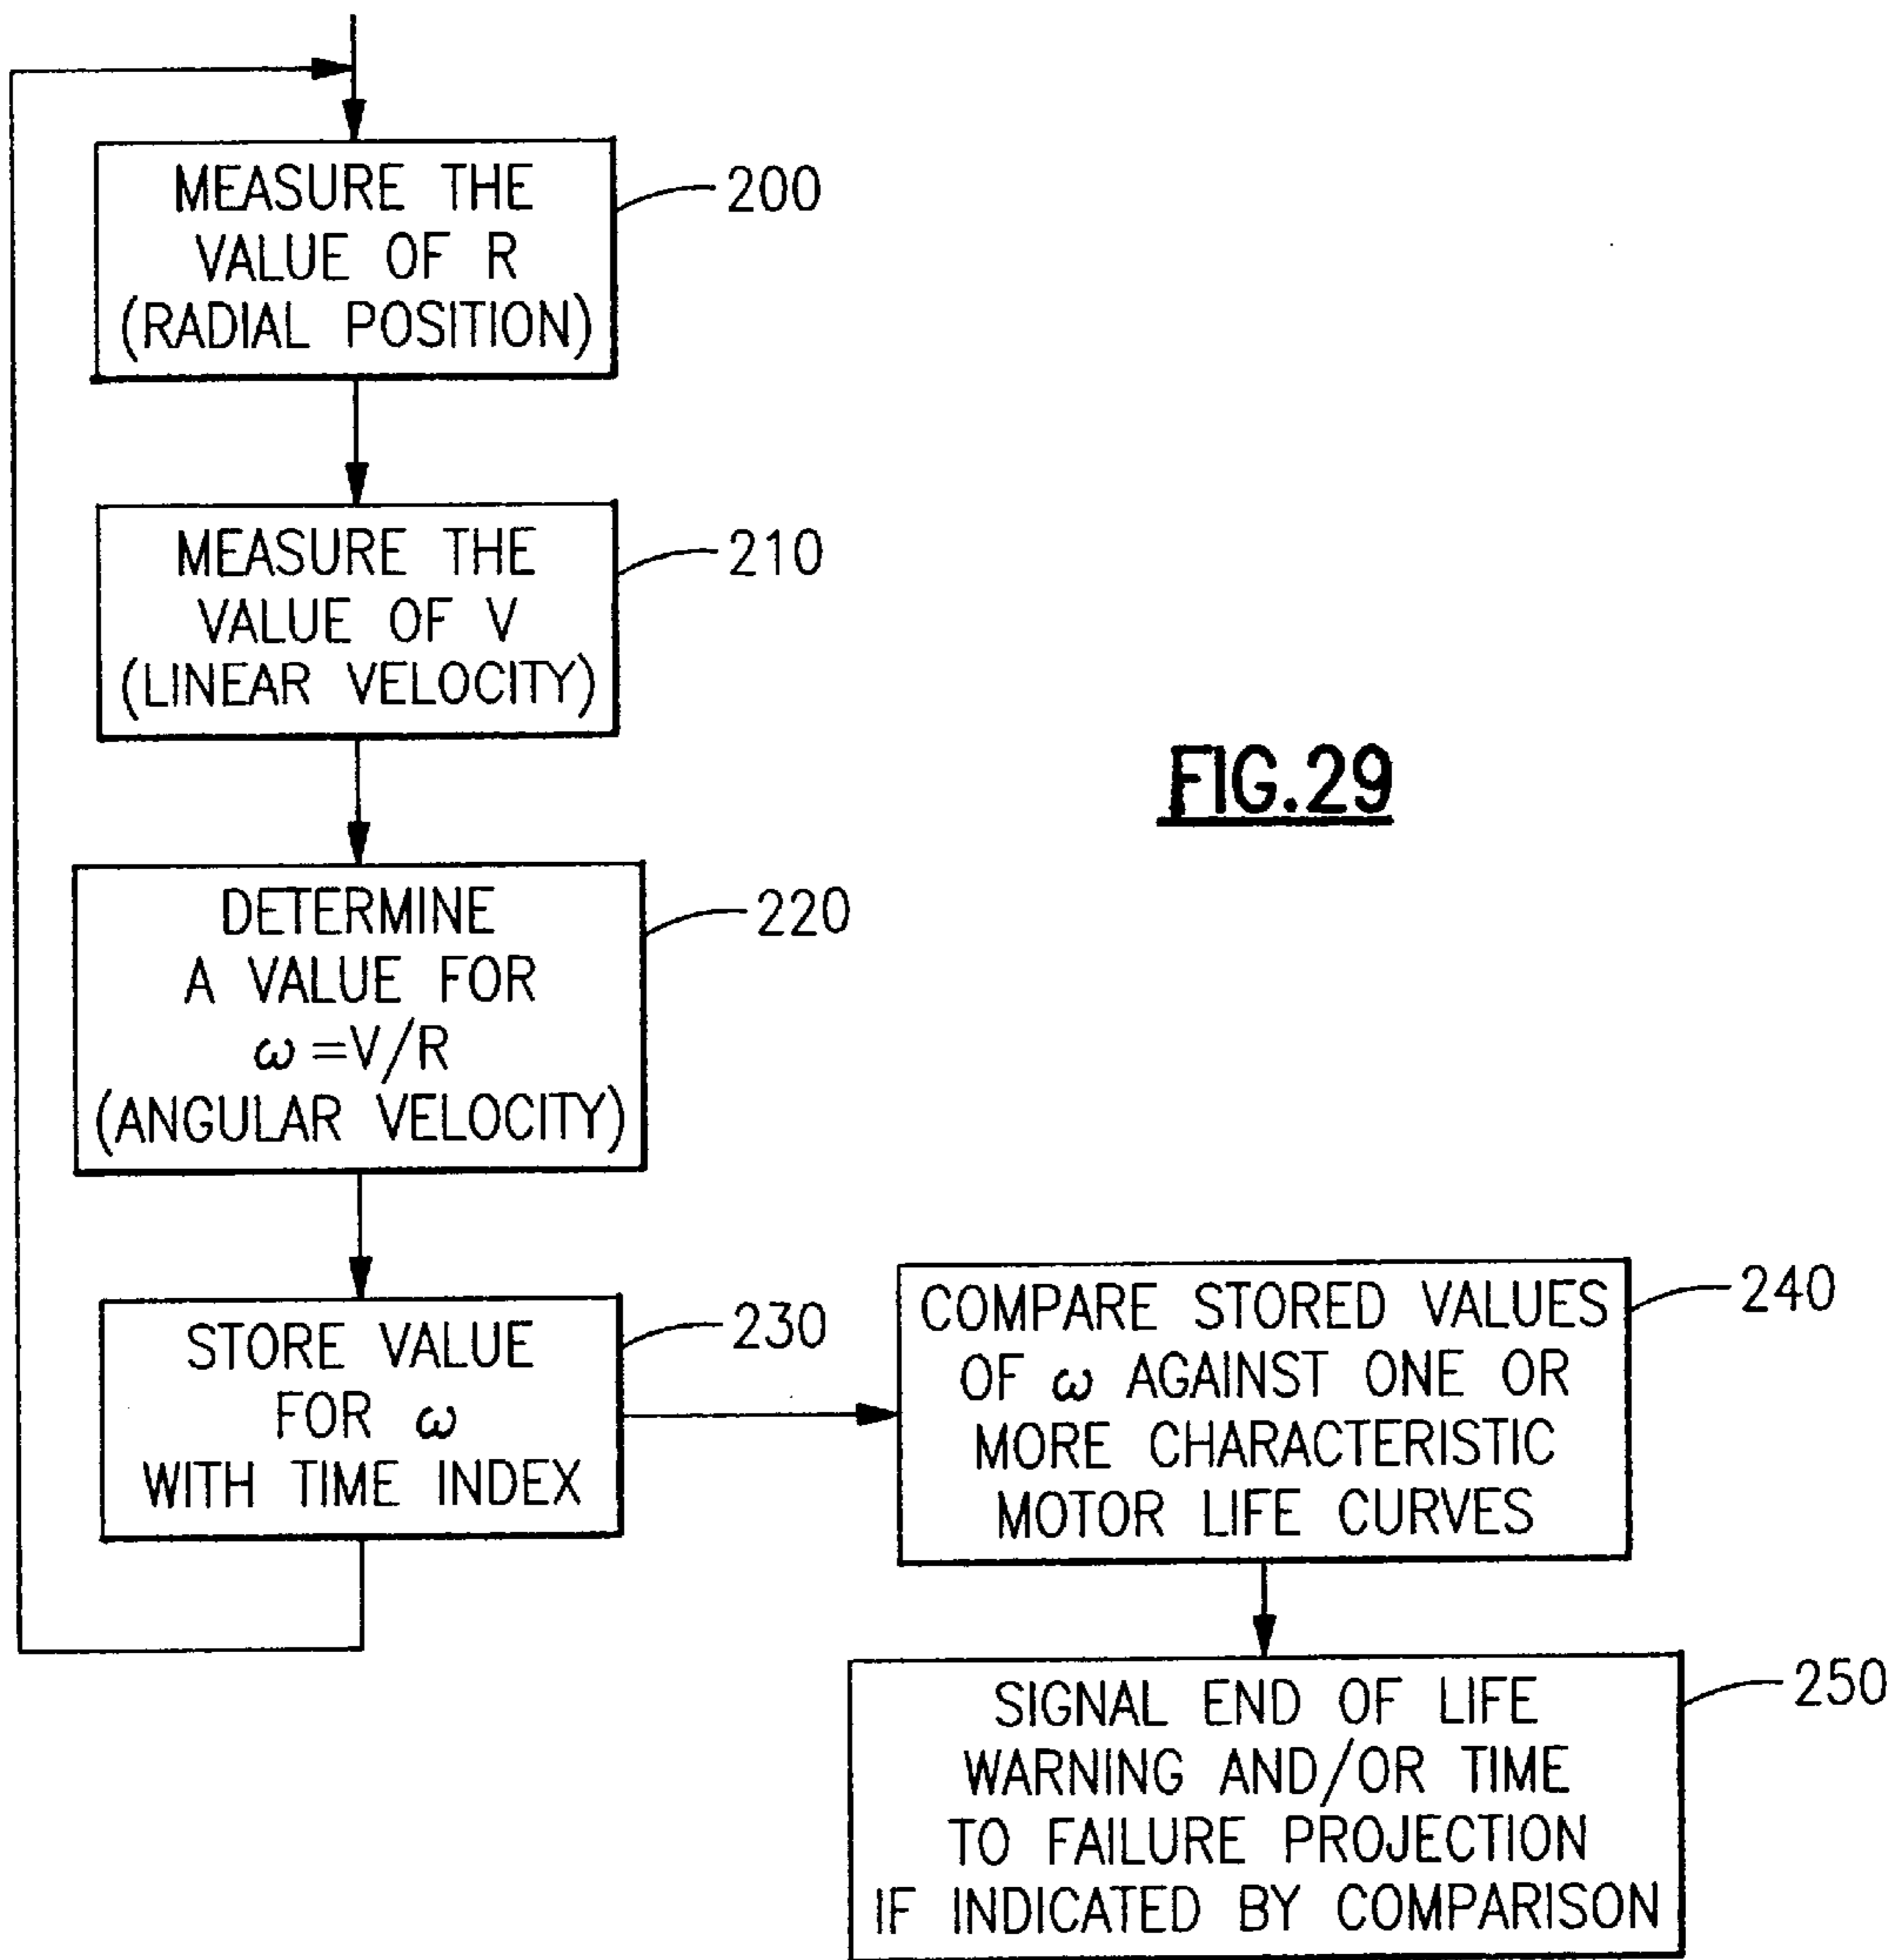 MEASURE THE
VALUE OF R
(RADIAL POSITION)
200
MEASURE THE
VALUE OF V
(LINEAR VELOCITY)
210
FIG.29
DETERMINE
A VALUE FOR
ω=V/R
(ANGULAR VELOCITY)
220
STORE VALUE
FOR ω
WITH TIME INDEX
230
COMPARE STORED VALUES
OF ω AGAINST ONE OR
MORE CHARACTERISTIC
MOTOR LIFE CURVES
240
SIGNAL END OF LIFE
WARNING AND/OR TIME
TO FAILURE PROJECTION
IF INDICATED BY COMPARISON
250